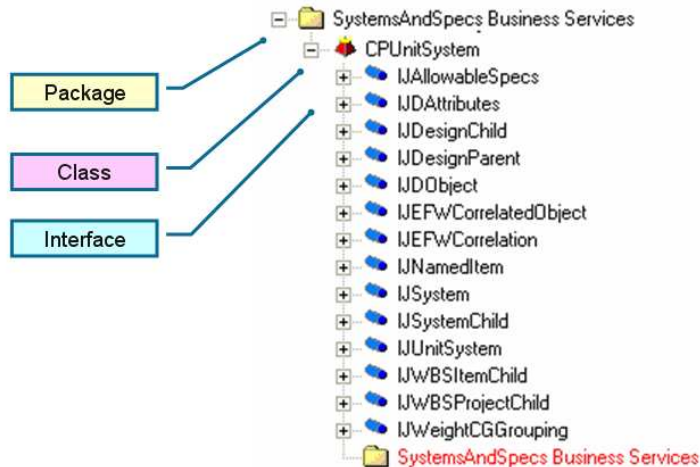 SystemsAndSpecs Business Services
CPUnitSystem
IJAllowableSpecs
IJDAttributes
IJDesignChild
IJDesignParent
IJDObject
IJEFWCorrelatedObject
IJEFWCorrelation
IJNamedItem
IJSystem
IJSystemChild
IJUnitSystem
IJWBSItemChild
IJWBSProjectChild
IJWeightCGGrouping
SystemsAndSpecs Business Services
Package
Class
Interface